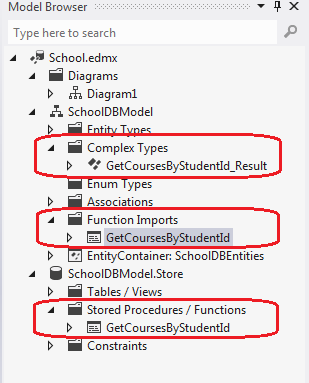 Model Browser
Type here to search
School.edmx
Diagrams
Diagram1
SchoolDBModel
Entity Types
Complex Types
GetCoursesByStudentId_Result
Enum Types
Associations
Function Imports
GetCoursesByStudentId
EntityContainer: SchoolDBEntities
SchoolDBModel.Store
Tables / Views
Stored Procedures / Functions
GetCoursesByStudentId
Constraints